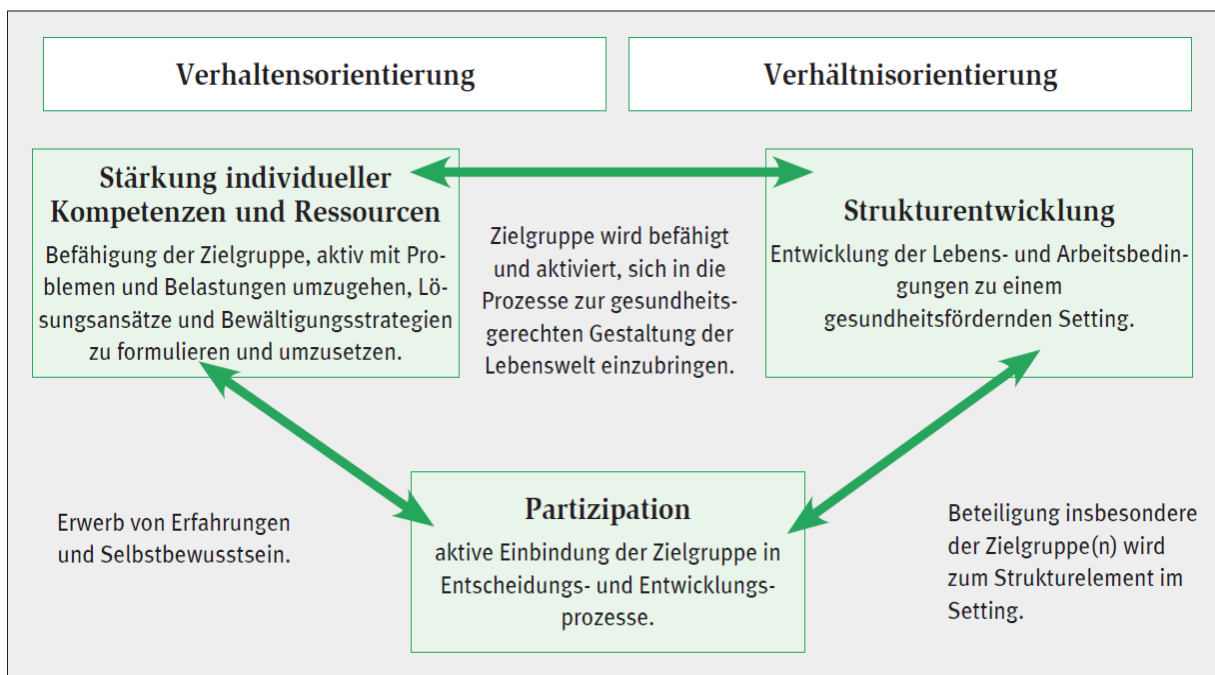 Verhaltensorientierung
Verhältnisorientierung
Stärkung individueller
Kompetenzen und Ressourcen
Befähigung der Zielgruppe, aktiv mit Pro-
blemen und Belastungen umzugehen, Lö-
sungsansätze und Bewältigungsstrategien
zu formulieren und umzusetzen.
Zielgruppe wird befähigt
und aktiviert, sich in die
Prozesse zur gesundheits-
gerechten Gestaltung der
Lebenswelt einzubringen.
Strukturentwicklung
Entwicklung der Lebens- und Arbeitsbedin-
gungen zu einem
gesundheitsfördernden Setting.
Erwerb von Erfahrungen
und Selbstbewusstsein.
Partizipation
aktive Einbindung der Zielgruppe in
Entscheidungs- und Entwicklungs-
prozesse.
Beteiligung insbesondere
der Zielgruppe(n) wird
zum Strukturelement im
Setting.